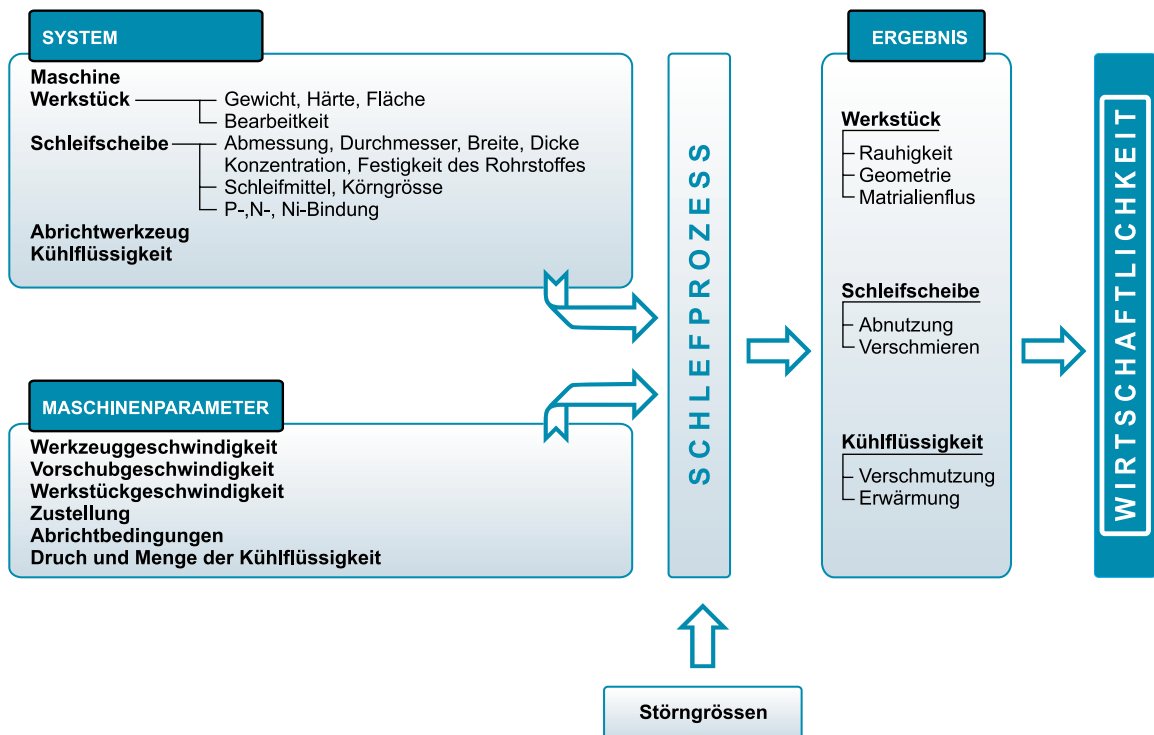 SYSTEM
Maschine
Werkstück
Gewicht, Härte, Fläche
Bearbeitkeit
Schleifscheibe
Abmessung, Durchmesser, Breite, Dicke
Konzentration, Festigkeit des Rohrstoffes
Schleifmittel, Körngrösse
P-,N-, Ni-Bindung
Abrichtwerkzeug
Kühlflüssigkeit
MASCHINENPARAMETER
Werkzeuggeschwindigkeit
Vorschubgeschwindigkeit
Werkstückgeschwindigkeit
Zustellung
Abrichtbedingungen
Druch und Menge der Kühlflüssigkeit
SCHLEFPROZESS
Störngrössen
ERGEBNIS
Werkstück
Rauhigkeit
Geometrie
Matrialienflus
Schleifscheibe
Abnutzung
Verschmieren
Kühlflüssigkeit
Verschmutzung
Erwärmung
WIRTSCHAFTLICHKEIT